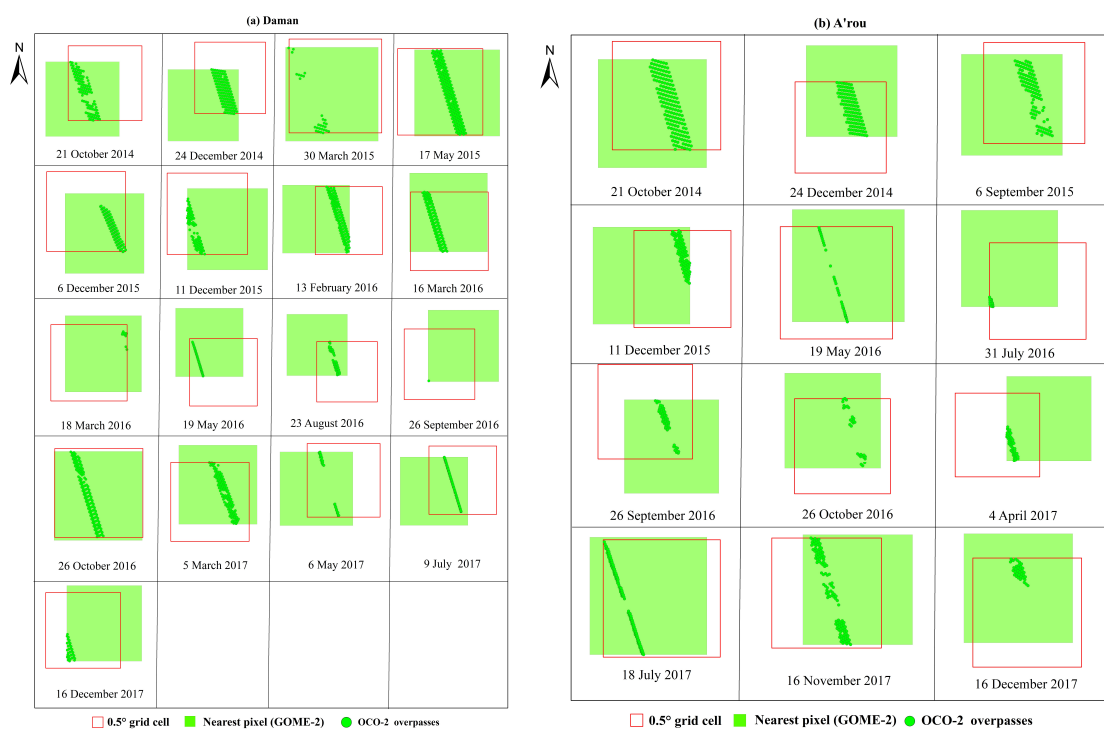 (a) Daman
N
21 October 2014
24 December 2014
30 March 2015
17 May 2015
6 December 2015
11 December 2015
13 February 2016
16 March 2016
18 March 2016
19 May 2016
23 August 2016
26 September 2016
26 October 2016
5 March 2017
6 May 2017
9 July 2017
16 December 2017
0.5° grid cell
Nearest pixel (GOME-2)
OCO-2 overpasses
(b) A'rou
N
21 October 2014
24 December 2014
6 September 2015
11 December 2015
19 May 2016
31 July 2016
26 September 2016
26 October 2016
4 April 2017
18 July 2017
16 November 2017
16 December 2017
0.5° grid cell
Nearest pixel (GOME-2)
OCO-2 overpasses